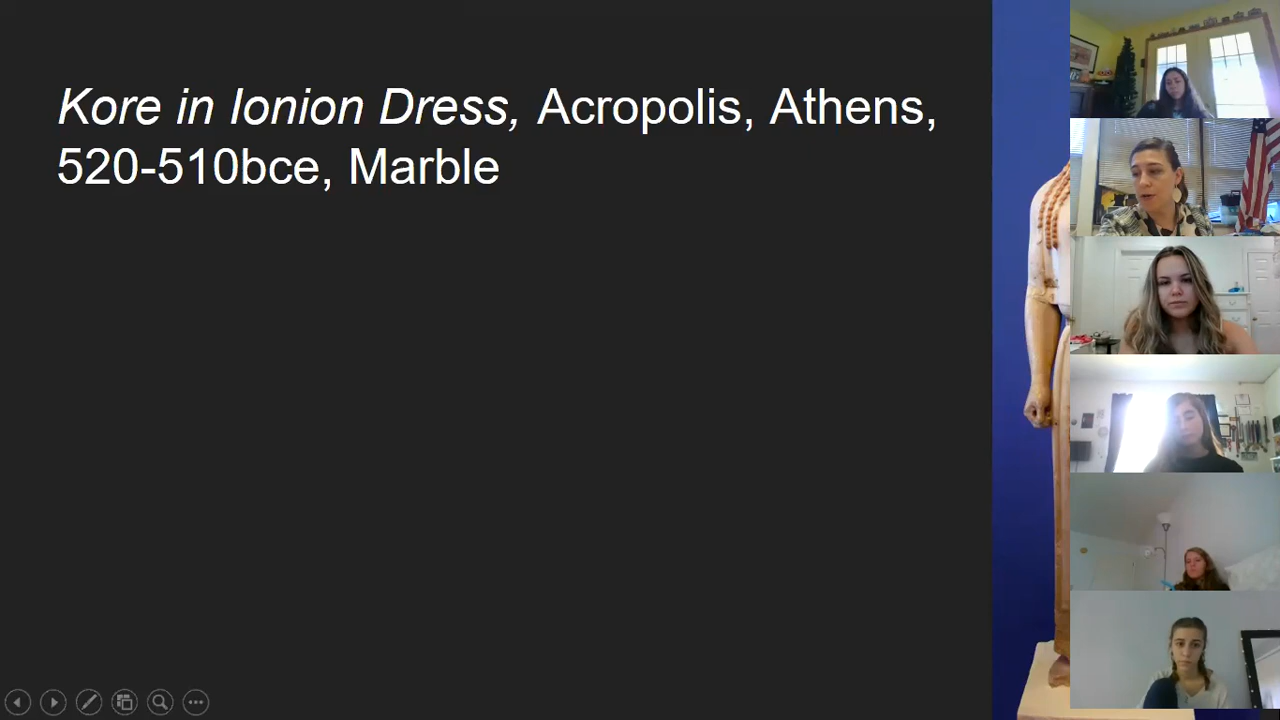 Kore in Ionion Dress, Acropolis, Athens,
520-510bce, Marble